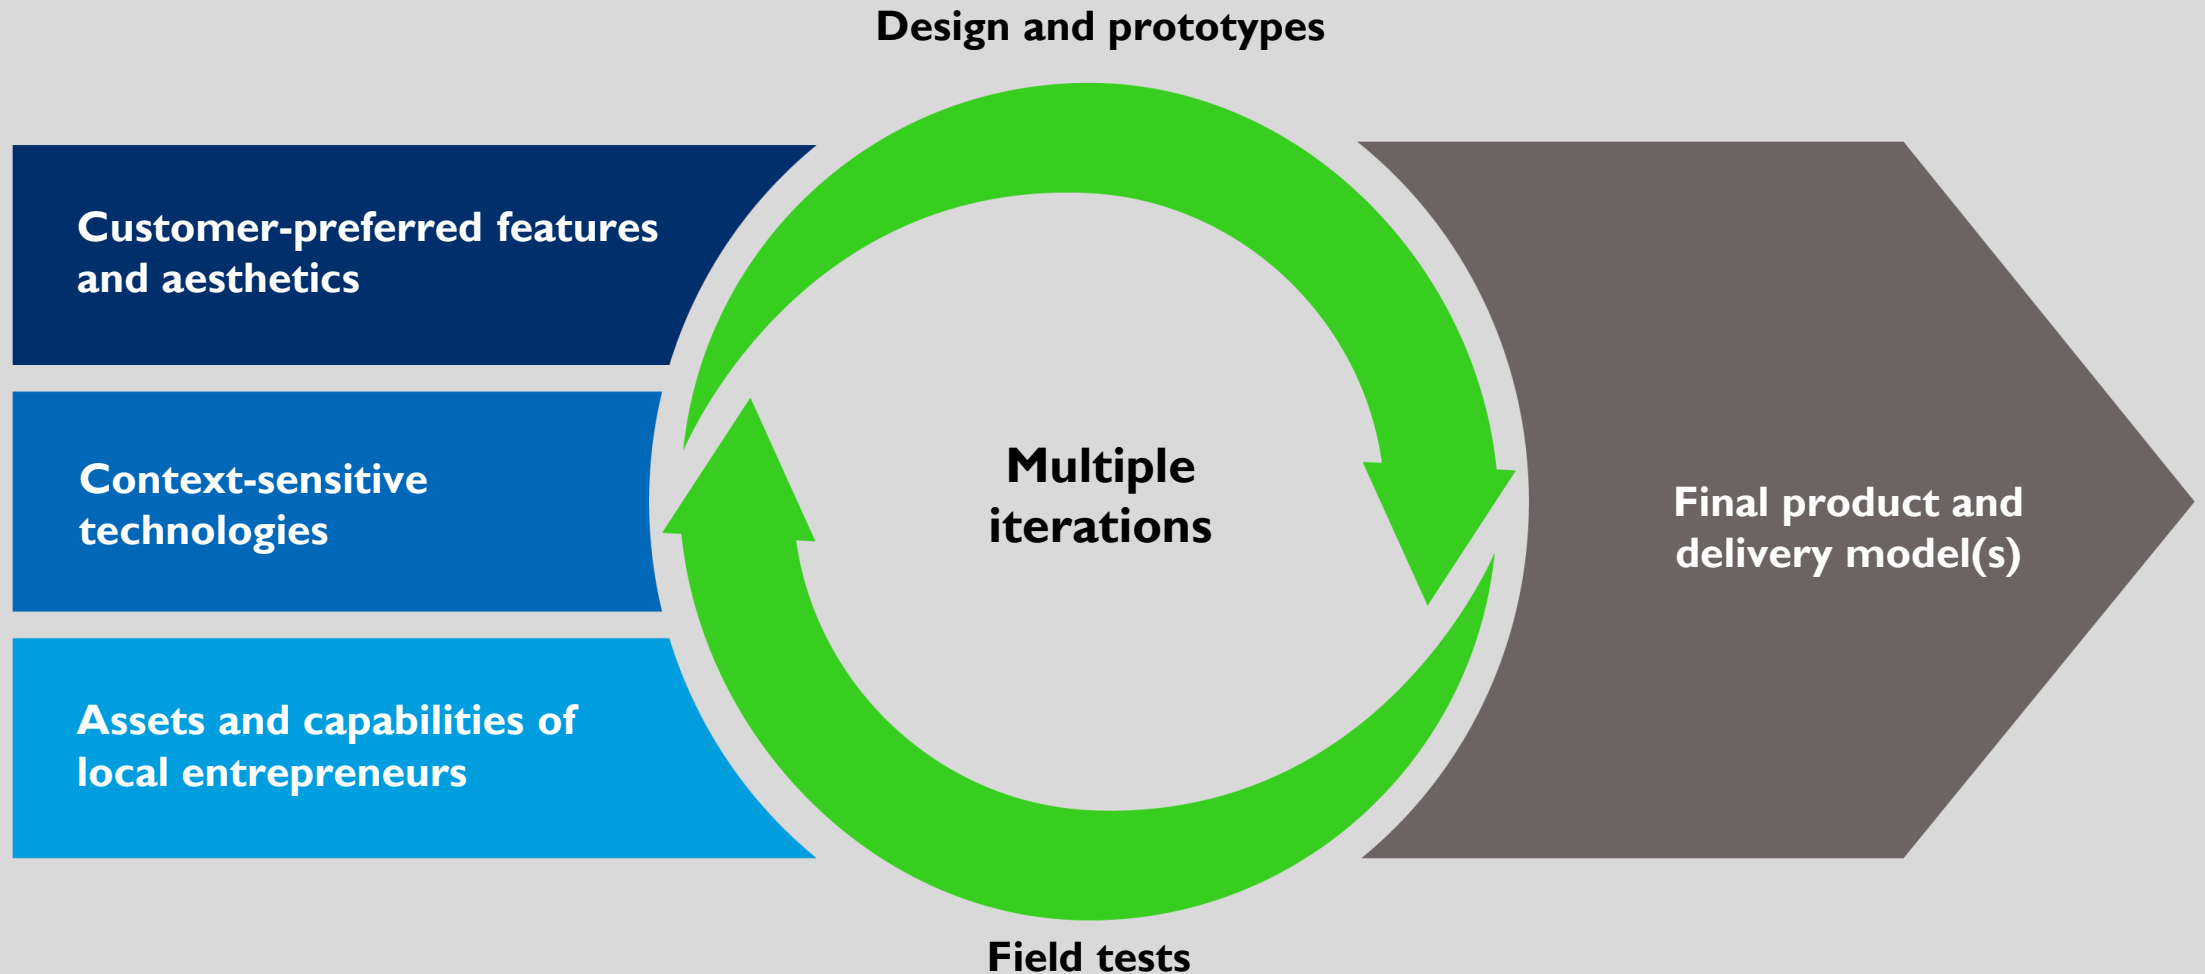 Design and prototypes
Customer-preferred features
and aesthetics
Context-sensitive
technologies
Assets and capabilities of
local entrepreneurs
Multiple
iterations
Final product and
delivery model(s)
Field tests